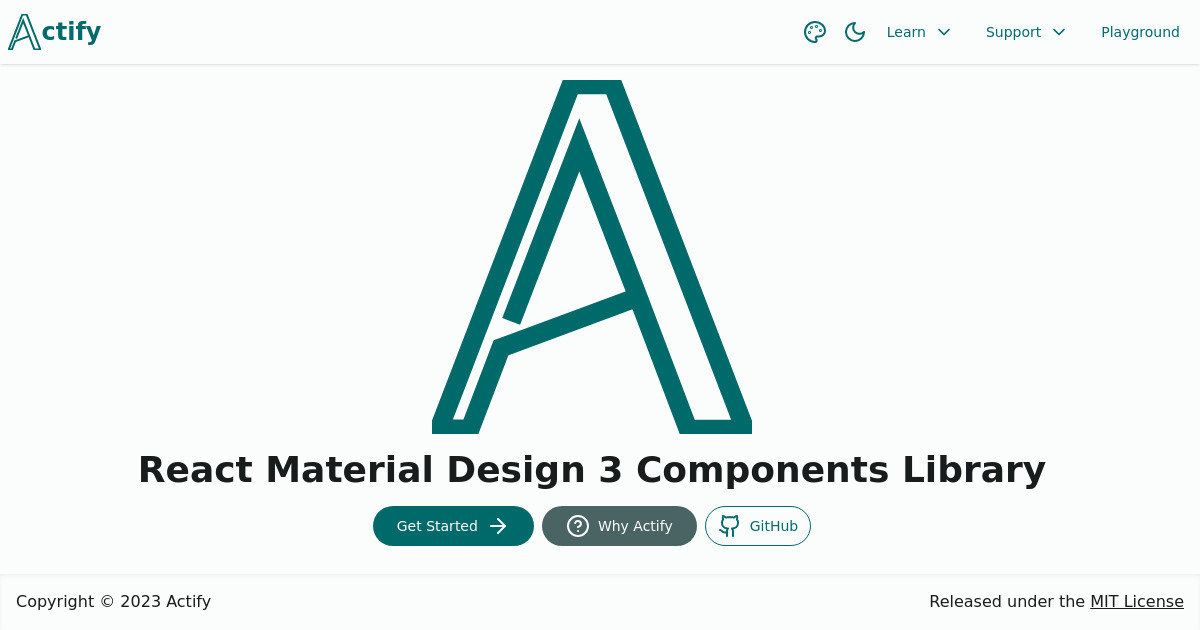 Actify
Learn
Support
Playground
A
React Material Design 3 Components Library
Get Started
Why Actify
GitHub
Copyright © 2023 Actify
Released under the MIT License